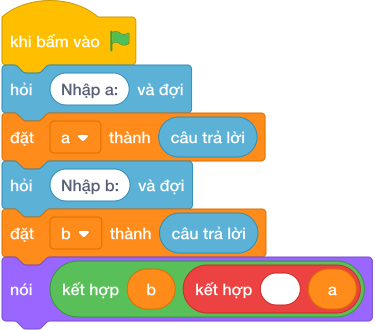 khi bấm vào
hỏi Nhập a: và đợi
đặt a thành câu trả lời
hỏi Nhập b: và đợi
đặt b thành câu trả lời
nói kết hợp b kết hợp a